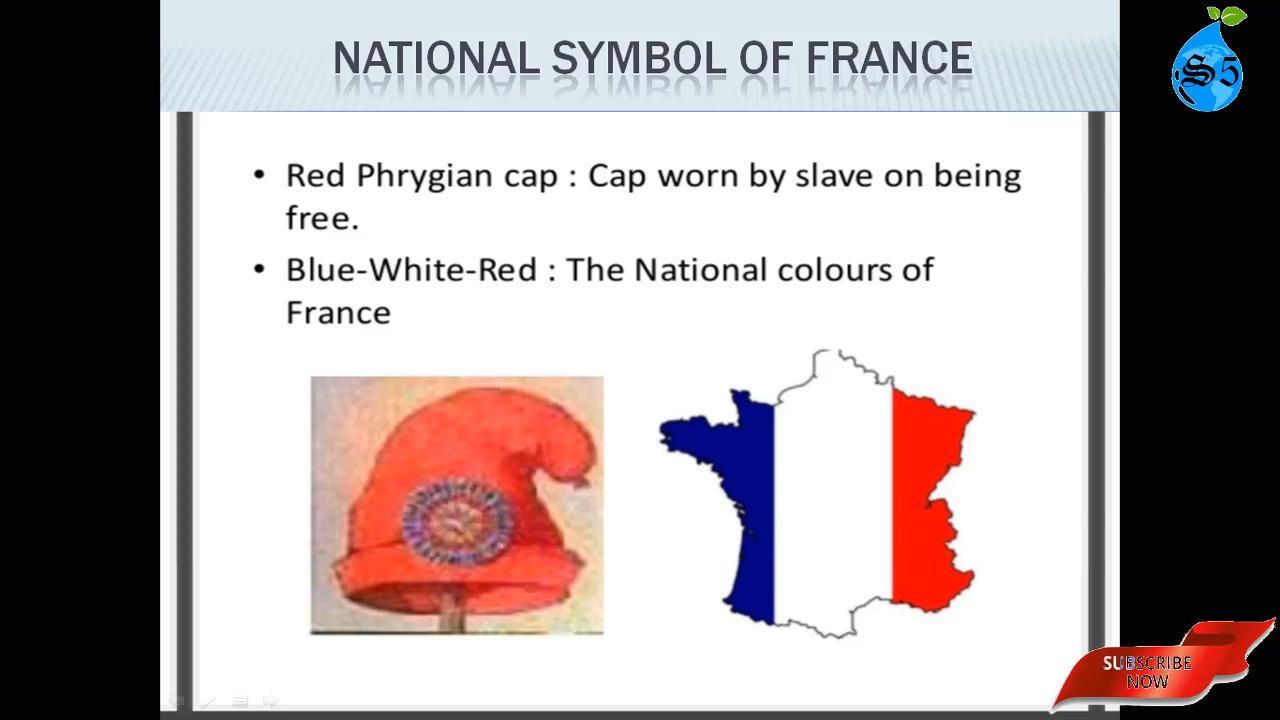 NATIONAL SYMBOL OF FRANCE
S5
• Red Phrygian cap : Cap worn by slave on being
free.
• Blue-White-Red : The National colours of
France
SUBSCRIBE
NOW